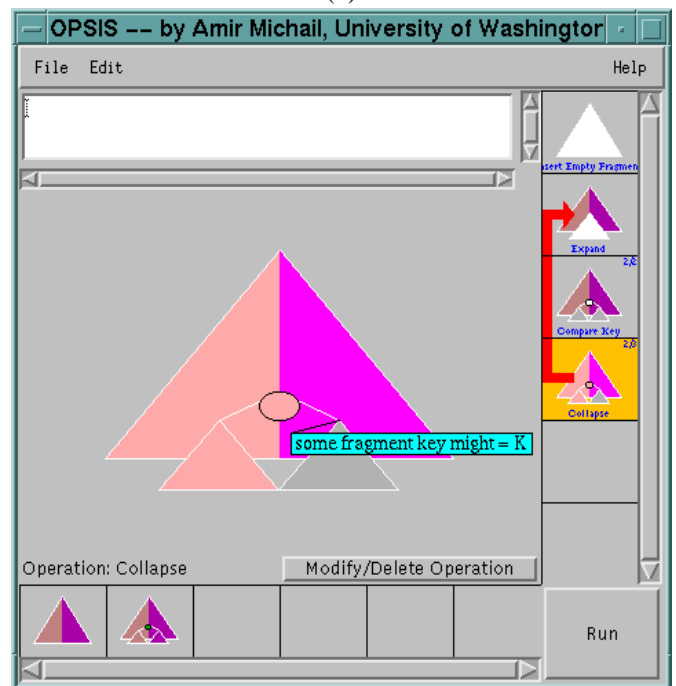 OPSIS -- by Amir Michail, University of Washingtor
File Edit Help
sert Empty Fragmen
Expand
2/2
Compare Key
2/3
Collapse
some fragment key might = K
Operation: Collapse
Modify/Delete Operation
Run